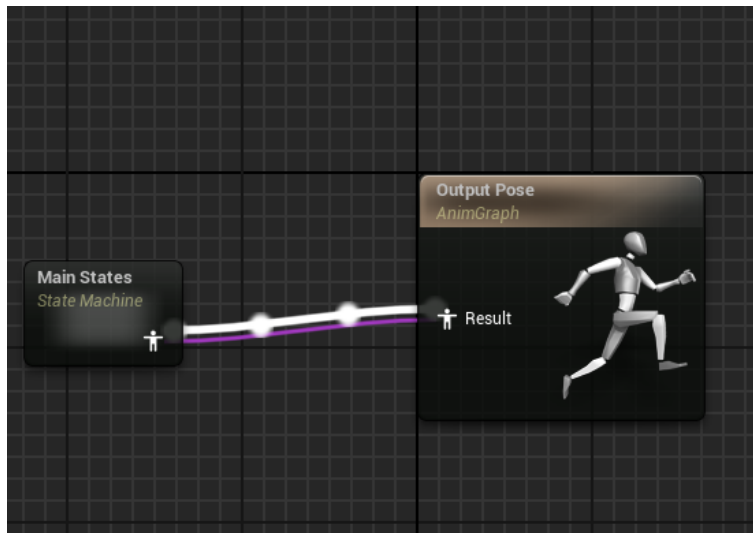 Output Pose
AnimGraph
Main States
State Machine
Result